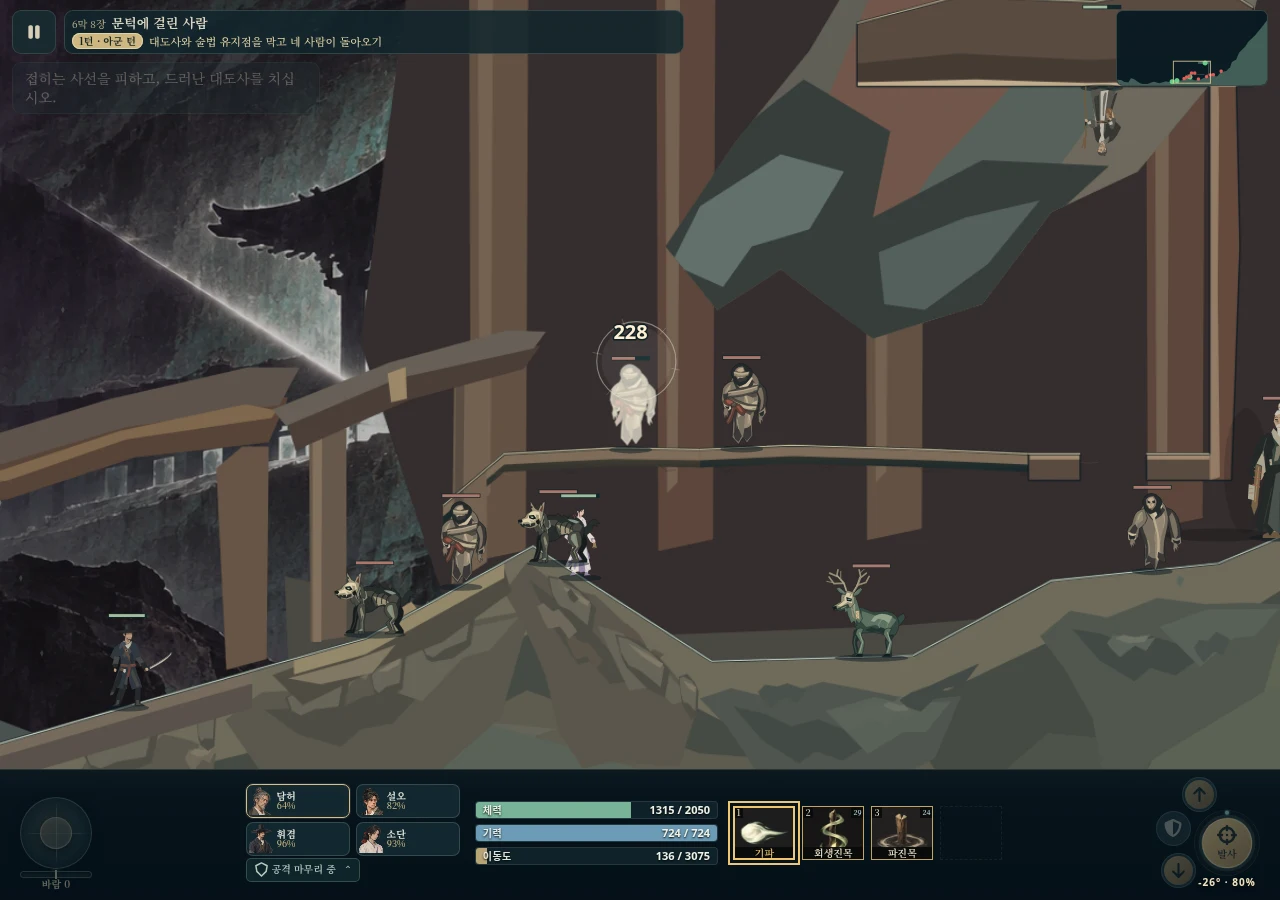 6막 8장 문턱에 걸린 사람
1턴 · 아군 턴 대도사와 술법 유지점을 막고 네 사람이 돌아오기
접히는 사선을 피하고, 드러난 대도사를 치십
시오.
228
담허
64%
설오
82%
휘겸
96%
소단
93%
공격 마무리 중
체력 1315 / 2050
기력 724 / 724
이동도 136 / 3075
1
기파
2 29
회생진목
3 24
파진목
바람 0
발사
-26° · 80%